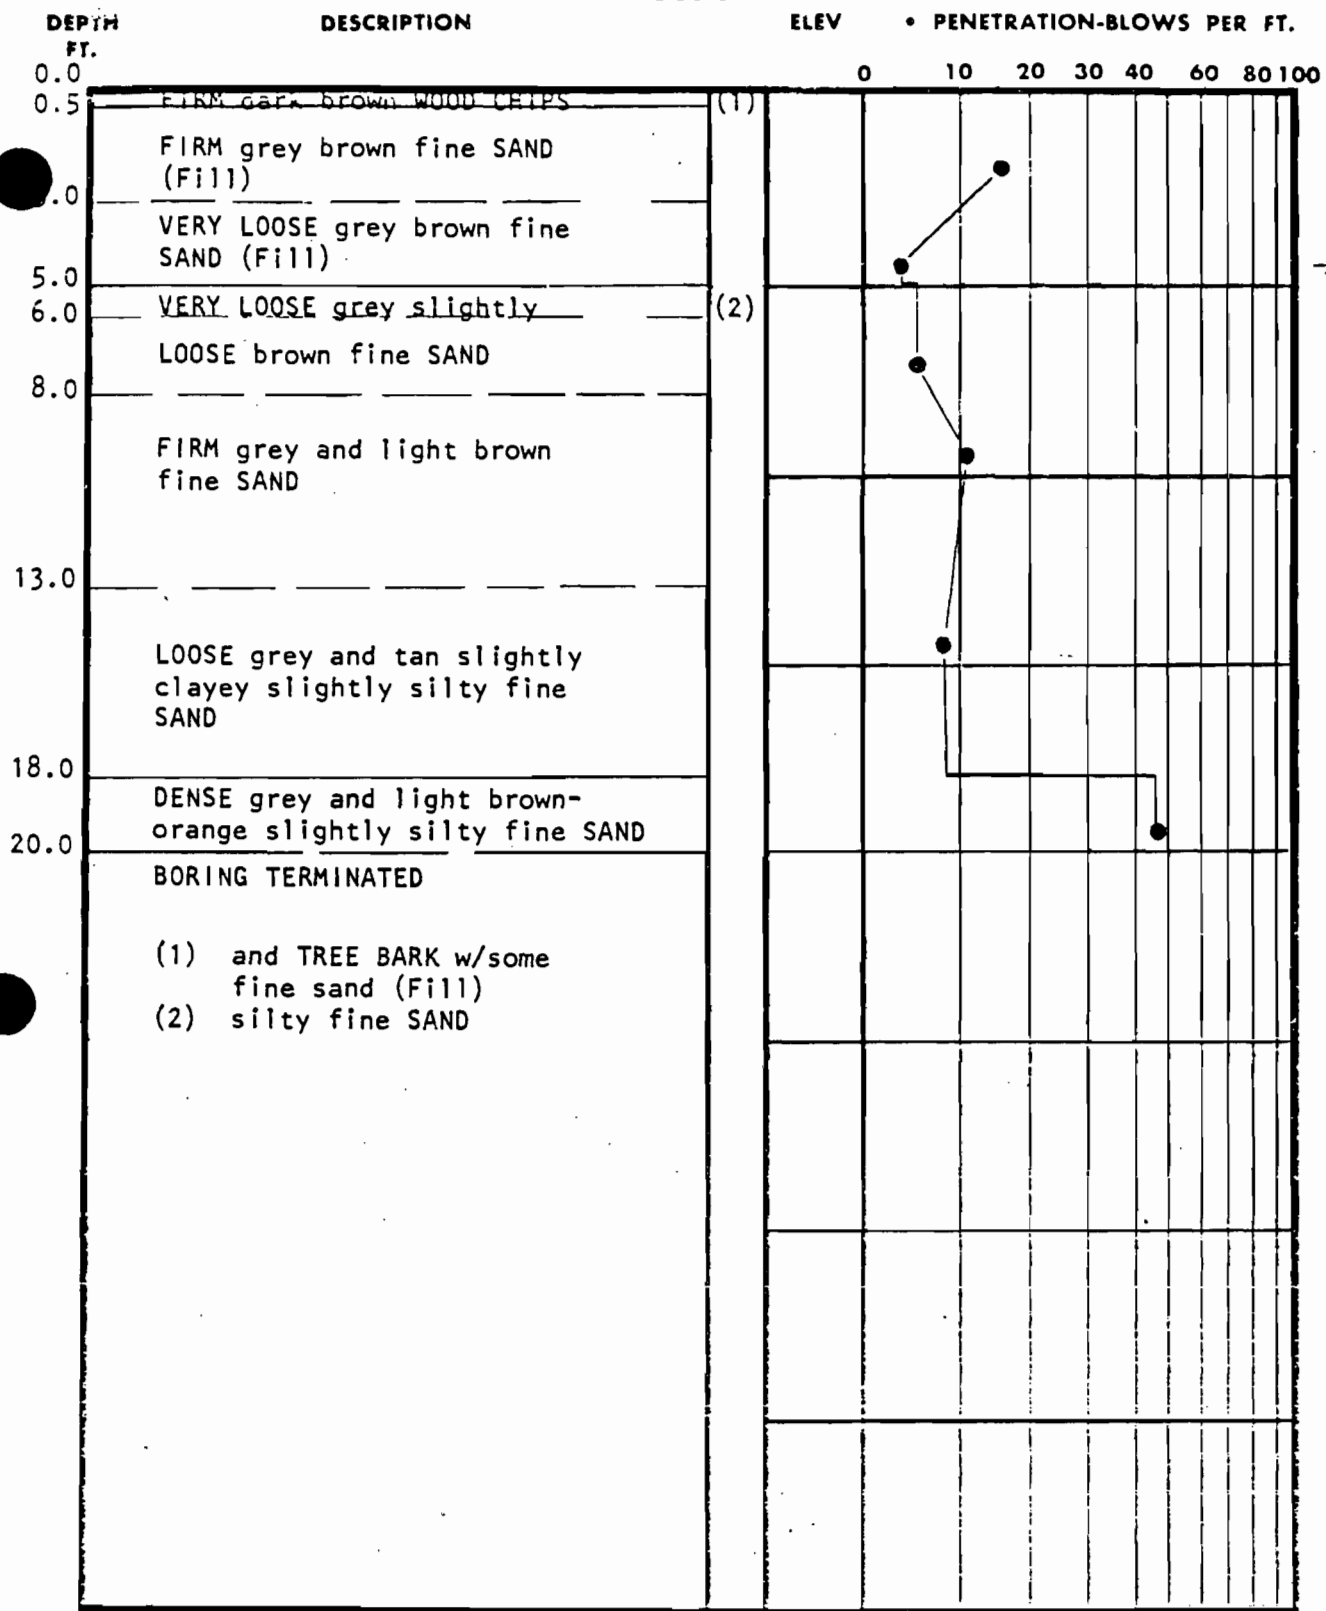 DEPTH DESCRIPTION ELEV • PENETRATION-BLOWS PER FT.
FT.
0.0 0 10 20 30 40 60 80 100
0.5 FIRM dark brown WOOD CHIPS (1)
FIRM grey brown fine SAND
(Fill)
.0
VERY LOOSE grey brown fine
SAND (Fill)
5.0
6.0 VERY LOOSE grey slightly (2)
LOOSE brown fine SAND
8.0
FIRM grey and light brown
fine SAND
13.0
LOOSE grey and tan slightly
clayey slightly silty fine
SAND
18.0
DENSE grey and light brown-
orange slightly silty fine SAND
20.0
BORING TERMINATED
(1) and TREE BARK w/some
fine sand (Fill)
(2) silty fine SAND